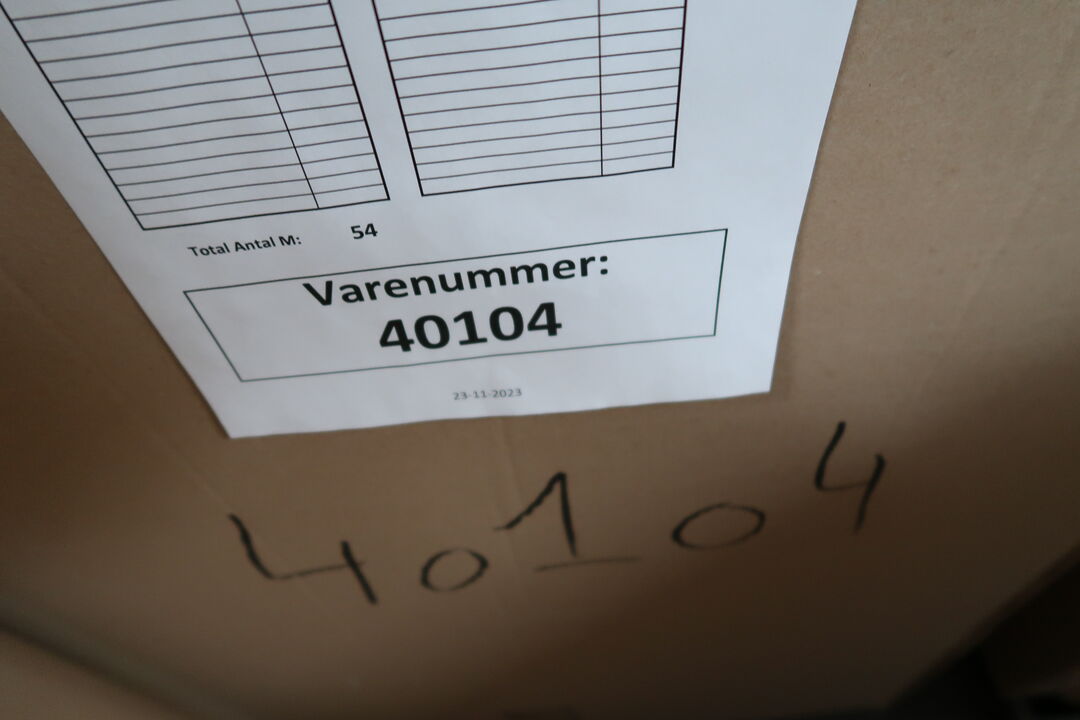 Total Antal M: 54
Varenummer:
40104
23-11-2023
40104